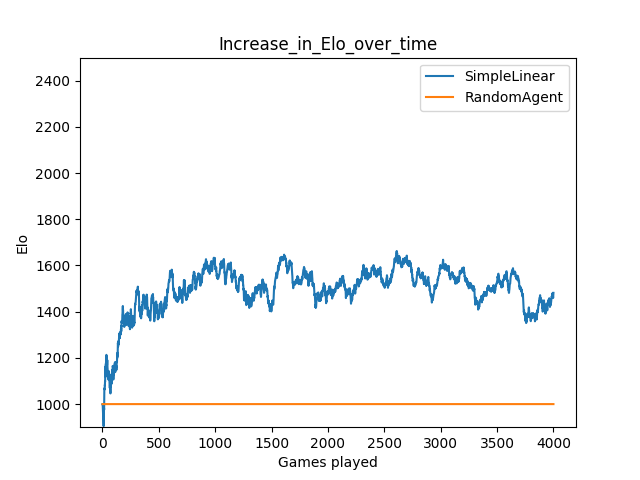 Increase_in_Elo_over_time
SimpleLinear
RandomAgent
2400
2200
2000
1800
1600
1400
1200
1000
Elo
0 500 1000 1500 2000 2500 3000 3500 4000
Games played